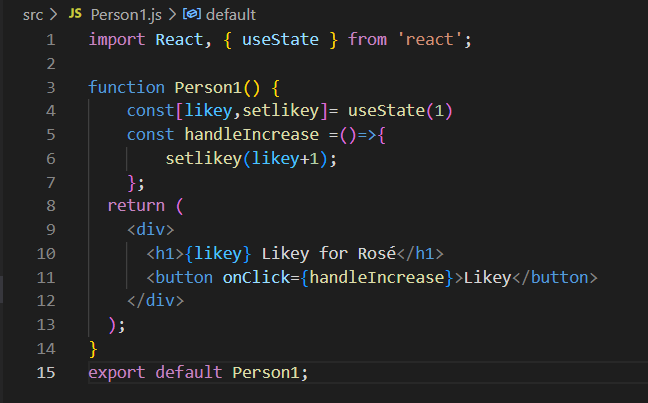 src > JS Person1.js > default
1 import React, { useState } from 'react';
2
3 function Person1() {
4     const[likey,setlikey]= useState(1)
5     const handleIncrease =()=>{
6         setlikey(likey+1);
7     };
8   return (
9     <div>
10       <h1>{likey} Likey for Rosé</h1>
11       <button onClick={handleIncrease}>Likey</button>
12     </div>
13   );
14 }
15 export default Person1;